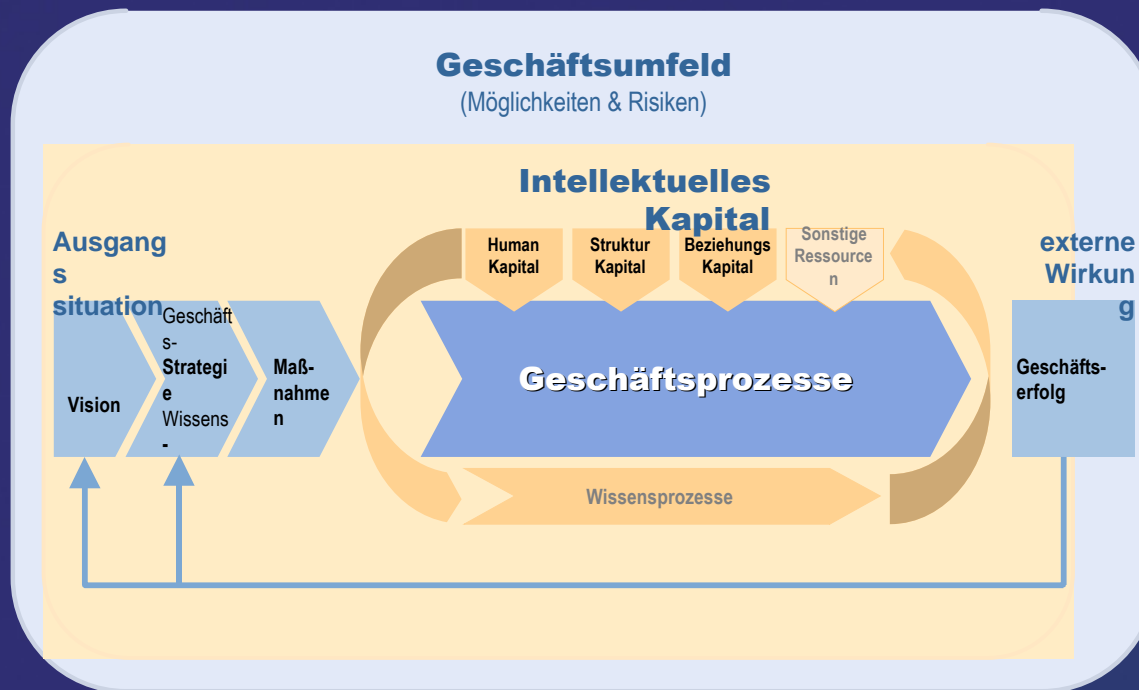 Geschäftsumfeld
(Möglichkeiten & Risiken)
Intellektuelles
Kapital
Ausgang
s
situation
Human
Kapital
Struktur
Kapital
Beziehungs
Kapital
Sonstige
Ressource
n
externe
Wirkun
g
Vision
Geschäft
s-
Strategi
e
Wissens
-
Maß-
nahme
n
Geschäftsprozesse
Geschäfts-
erfolg
Wissensprozesse